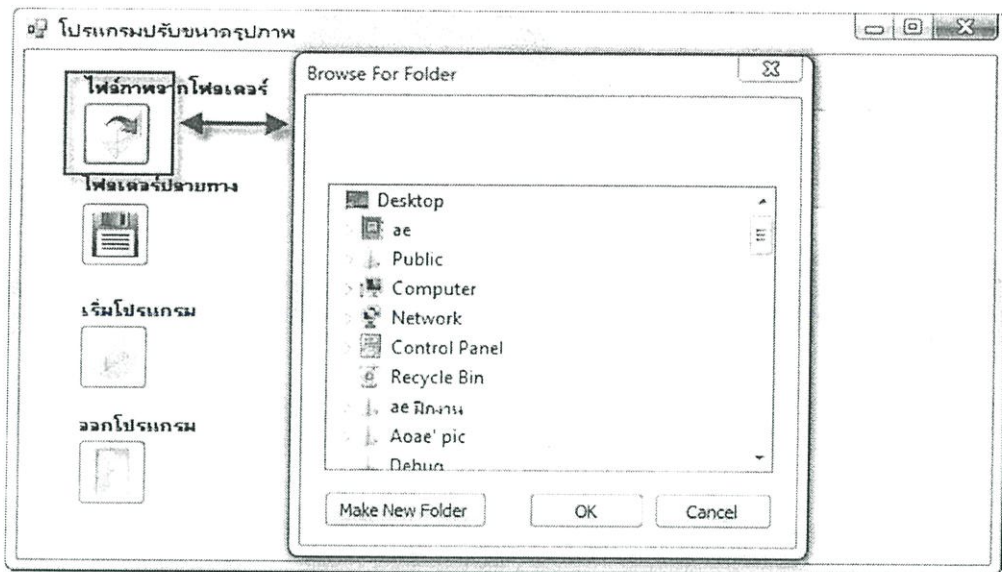 โปรแกรมปรับขนาดรูปภาพ
ไฟล์ภาพจากโฟลเดอร์
โฟลเดอร์ปลายทาง
เริ่มโปรแกรม
ออกโปรแกรม
Browse For Folder
Desktop
ae
Public
Computer
Network
Control Panel
Recycle Bin
ae ฝึกงาน
Aoae' pic
Debug
Make New Folder
OK
Cancel